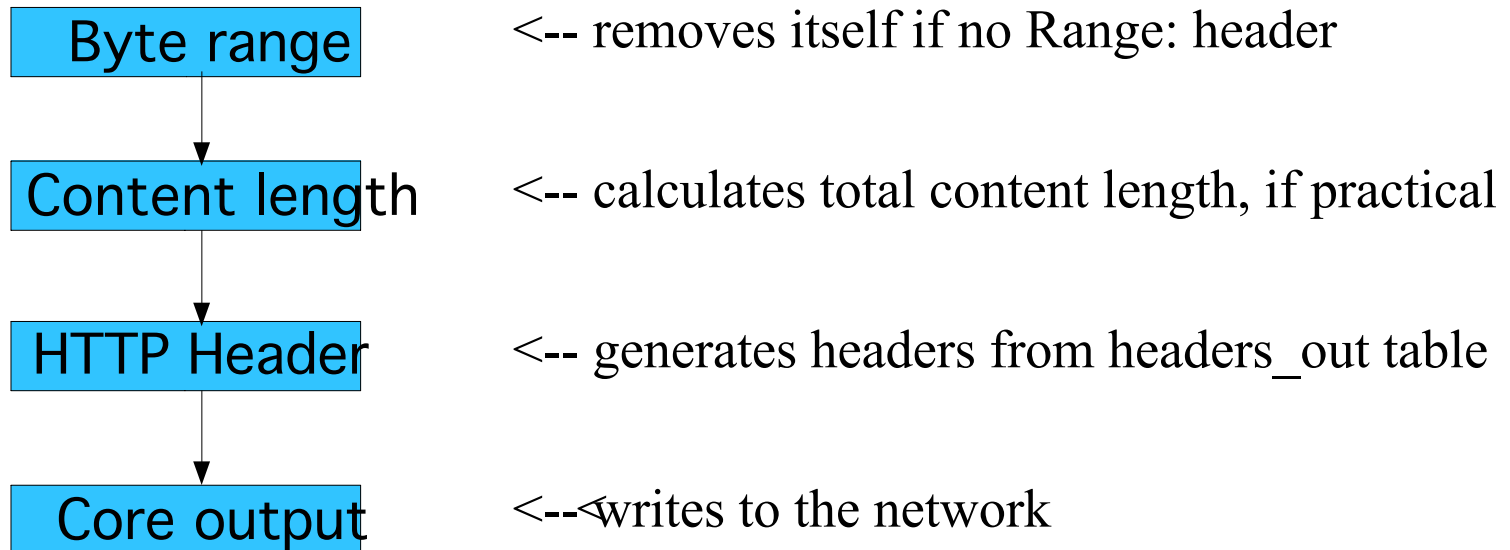 Byte range <-- removes itself if no Range: header
Content length <-- calculates total content length, if practical
HTTP Header <-- generates headers from headers_out table
Core output <--<writes to the network